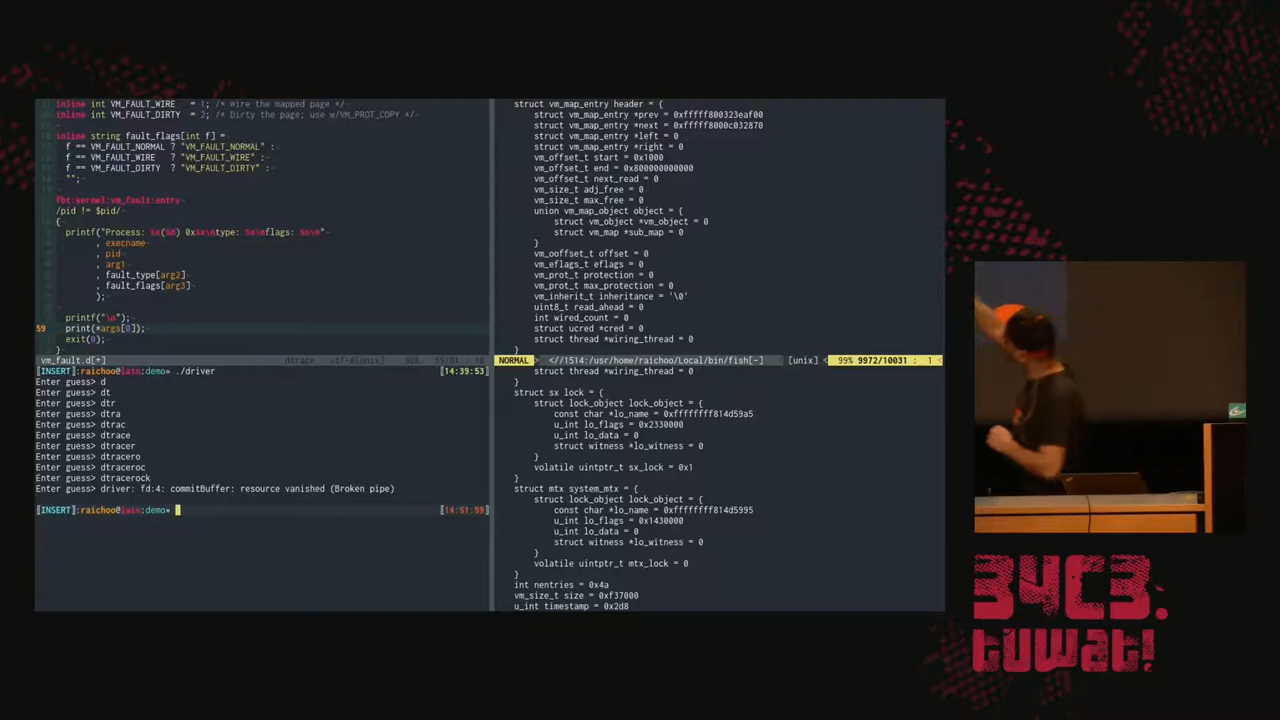 inline int VM_FAULT_WIRE = 1; /* Wire the mapped page */
inline int VM_FAULT_DIRTY = 2; /* Dirty the page; use w/VM_PROT_COPY */
inline string fault_flags[int f] =
f == VM_FAULT_NORMAL ? "VM_FAULT_NORMAL" :
f == VM_FAULT_WIRE ? "VM_FAULT_WIRE" :
f == VM_FAULT_DIRTY ? "VM_FAULT_DIRTY" :
"";
fbt:kernel:vm_fault:entry
/pid != $pid/
{
printf("Process: %s(%d) 0x%x\ntype: %s\nflags: %s\n"
, execname
, pid
, arg1
, fault_type[arg2]
, fault_flags[arg3]
);
printf("\n");
59 print(*args[0]);
exit(0);
}
vm_fault.d[+] dtrace utf-8[unix]
[INSERT]:raichoo@lain:demo» ./driver [14:39:53]
Enter guess> d
Enter guess> dt
Enter guess> dtr
Enter guess> dtra
Enter guess> dtrac
Enter guess> dtrace
Enter guess> dtracer
Enter guess> dtracero
Enter guess> dtraceroc
Enter guess> dtracerock
Enter guess> driver: fd:4: commitBuffer: resource vanished (Broken pipe)
[INSERT]:raichoo@lain:demo» [14:51:59]
struct vm_map_entry header = {
struct vm_map_entry *prev = 0xfffff800323eaf00
struct vm_map_entry *next = 0xfffff8000c032870
struct vm_map_entry *left = 0
struct vm_map_entry *right = 0
vm_offset_t start = 0x1000
vm_offset_t end = 0x800000000000
vm_offset_t next_read = 0
vm_size_t adj_free = 0
vm_size_t max_free = 0
union vm_map_object object = {
struct vm_object *vm_object = 0
struct vm_map *sub_map = 0
}
vm_ooffset_t offset = 0
vm_eflags_t eflags = 0
vm_prot_t protection = 0
vm_prot_t max_protection = 0
vm_inherit_t inheritance = '\0'
uint8_t read_ahead = 0
int wired_count = 0
struct ucred *cred = 0
struct thread *wiring_thread = 0
}
NORMAL <//1514:/usr/home/raichoo/Local/bin/fish[-] [unix] 99% 9972/10031 : 1
struct thread *wiring_thread = 0
}
struct sx lock = {
struct lock_object lock_object = {
const char *lo_name = 0xffffffff814d59a5
u_int lo_flags = 0x2330000
u_int lo_data = 0
struct witness *lo_witness = 0
}
volatile uintptr_t sx_lock = 0x1
}
struct mtx system_mtx = {
struct lock_object lock_object = {
const char *lo_name = 0xffffffff814d5995
u_int lo_flags = 0x1430000
u_int lo_data = 0
struct witness *lo_witness = 0
}
volatile uintptr_t mtx_lock = 0
}
int nentries = 0x4a
vm_size_t size = 0xf37000
u_int timestamp = 0x2d8
34C3.
tuwat!